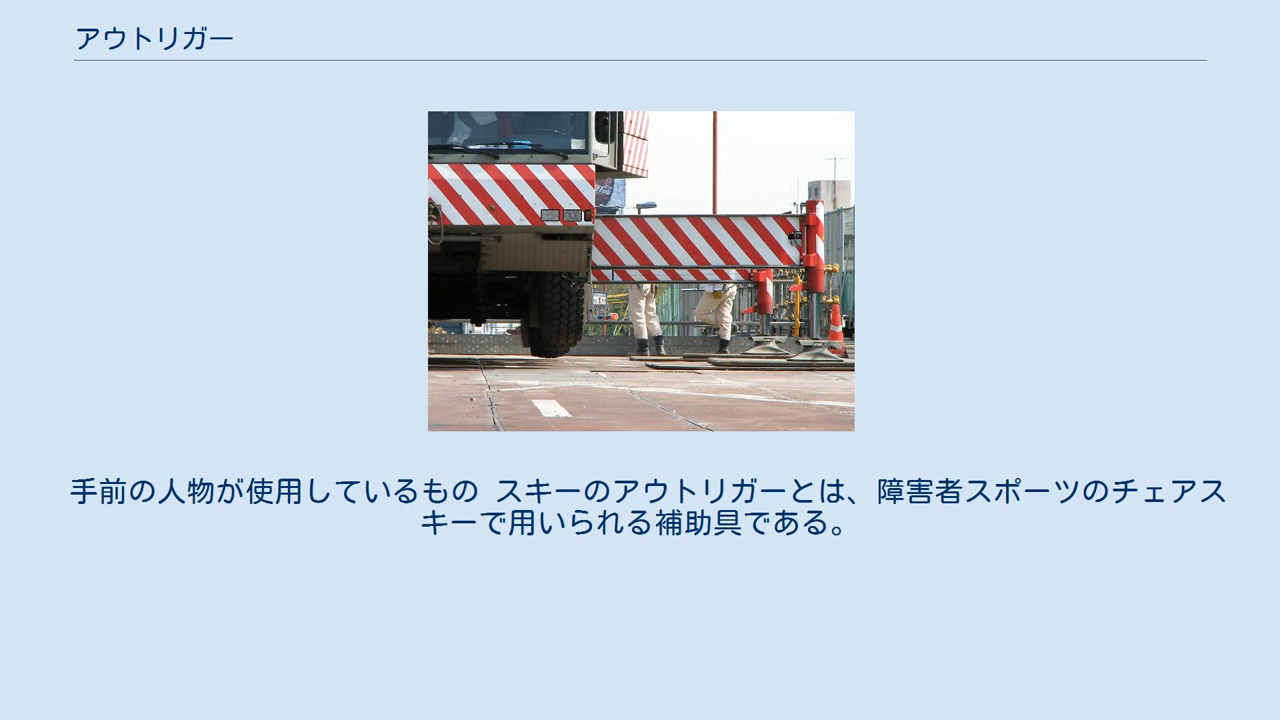 アウトリガー
手前の人物が使用しているもの スキーのアウトリガーとは、障害者スポーツのチェアス
キーで用いられる補助具である。